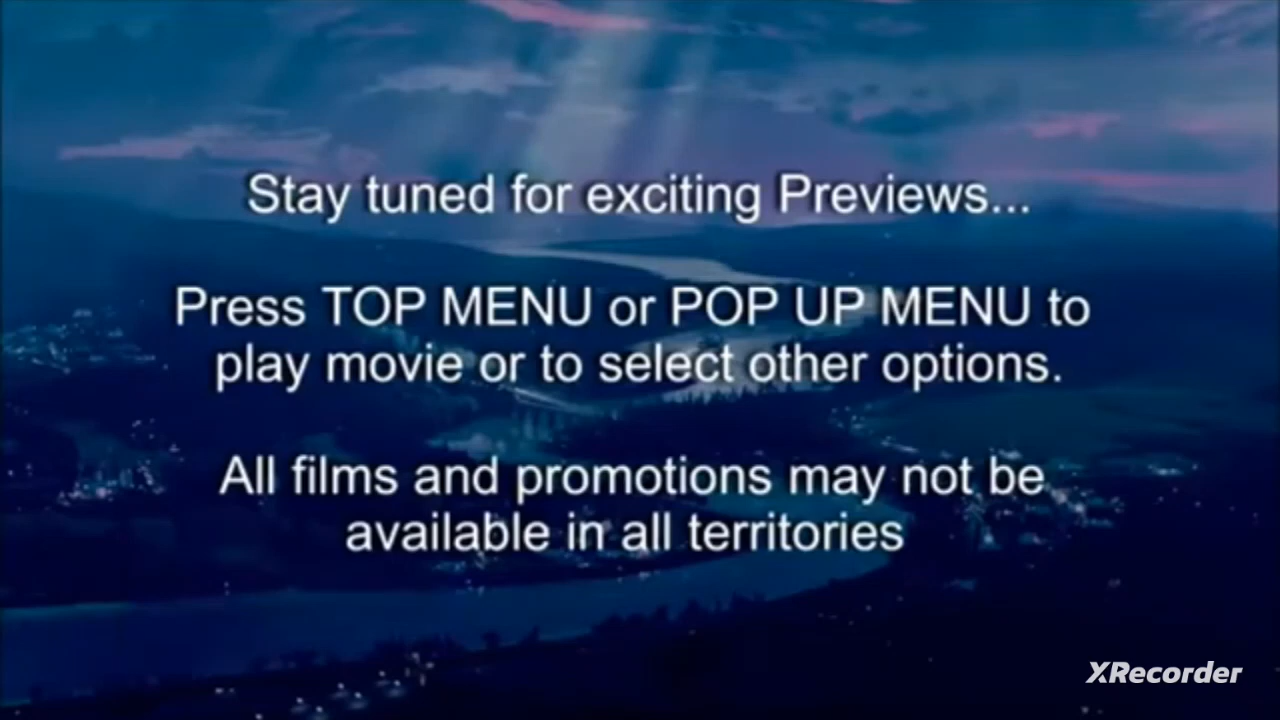 Stay tuned for exciting Previews...
Press TOP MENU or POP UP MENU to
play movie or to select other options.
All films and promotions may not be
available in all territories
XRecorder